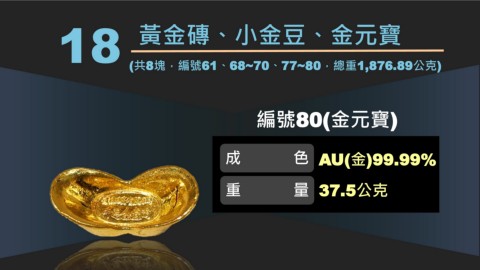 18
黃金磚、小金豆、金元寶
(共8塊．編號61、68~70、77~80．總重1,876.89公克)
編號80(金元寶)
成色 AU(金)99.99%
重量 37.5公克